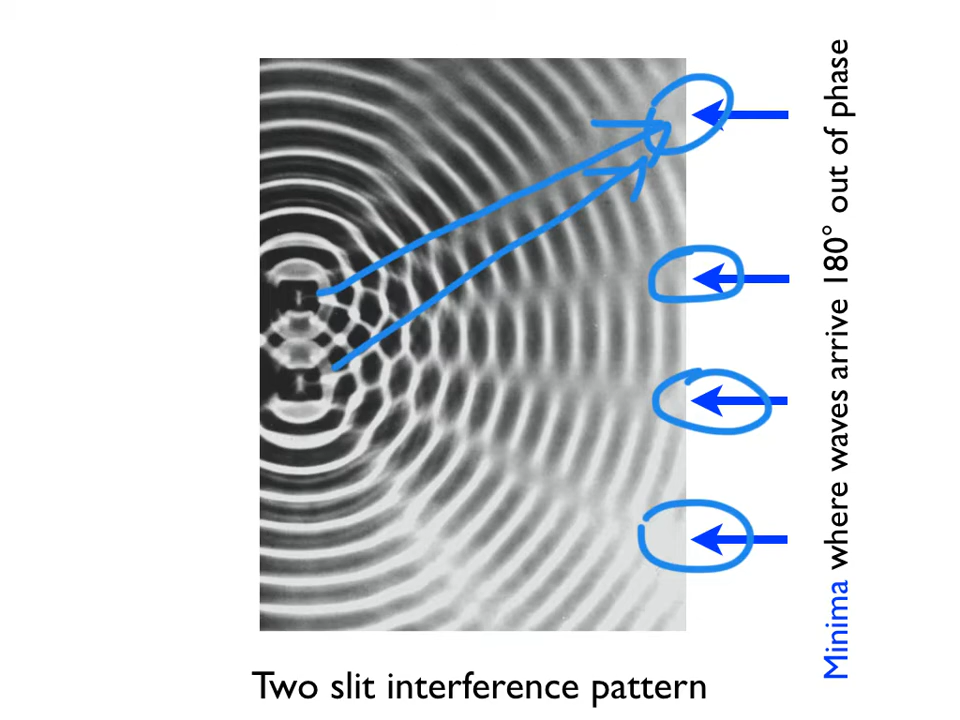 Minima where waves arrive 180° out of phase
Two slit interference pattern